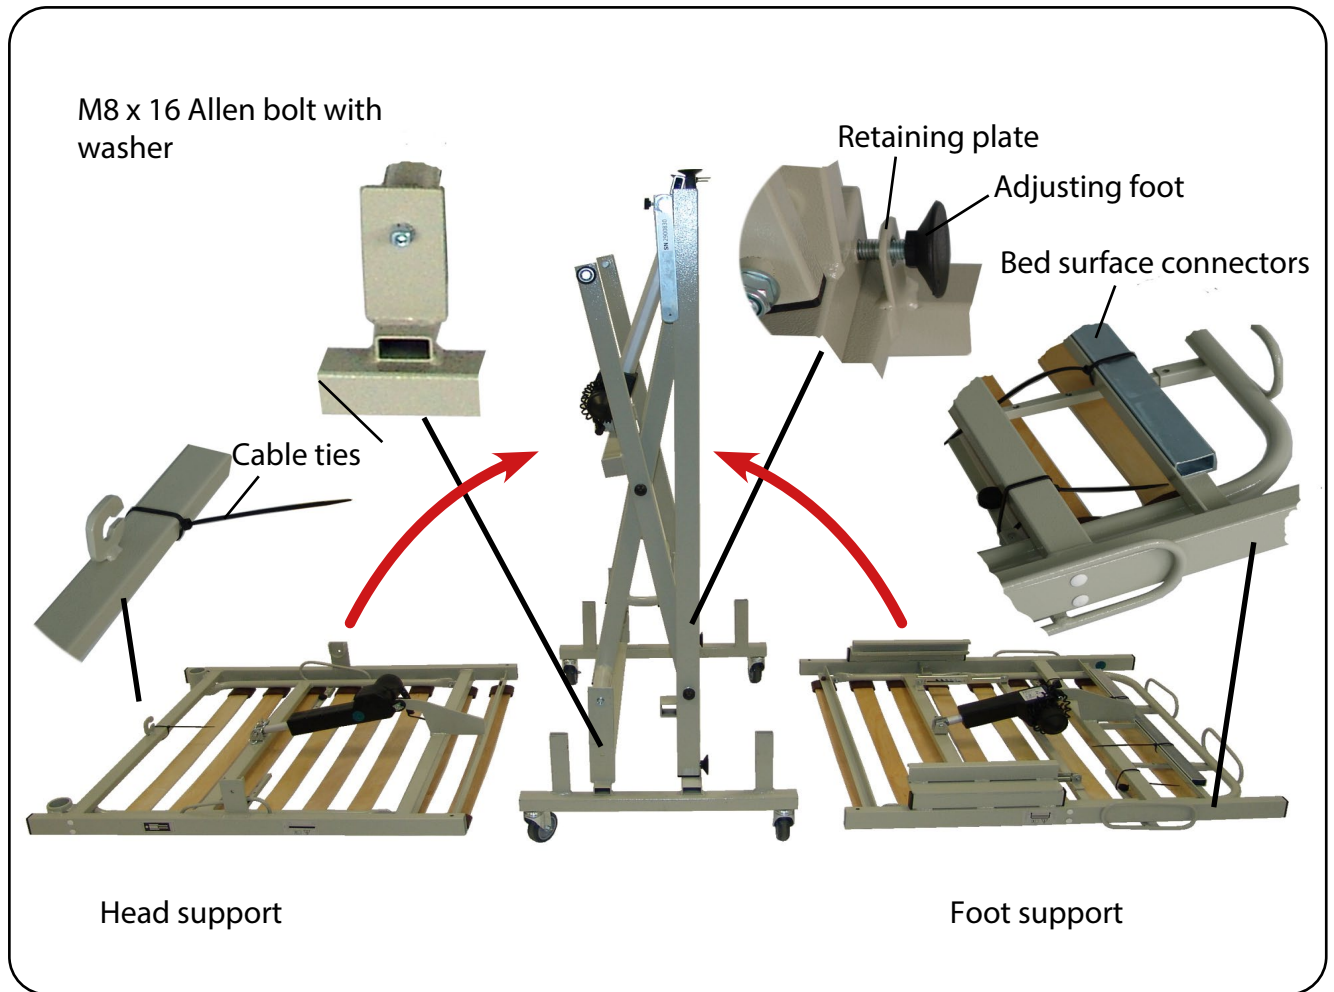 M8 x 16 Allen bolt with
washer
Retaining plate
Adjusting foot
Bed surface connectors
Cable ties
Head support
Foot support